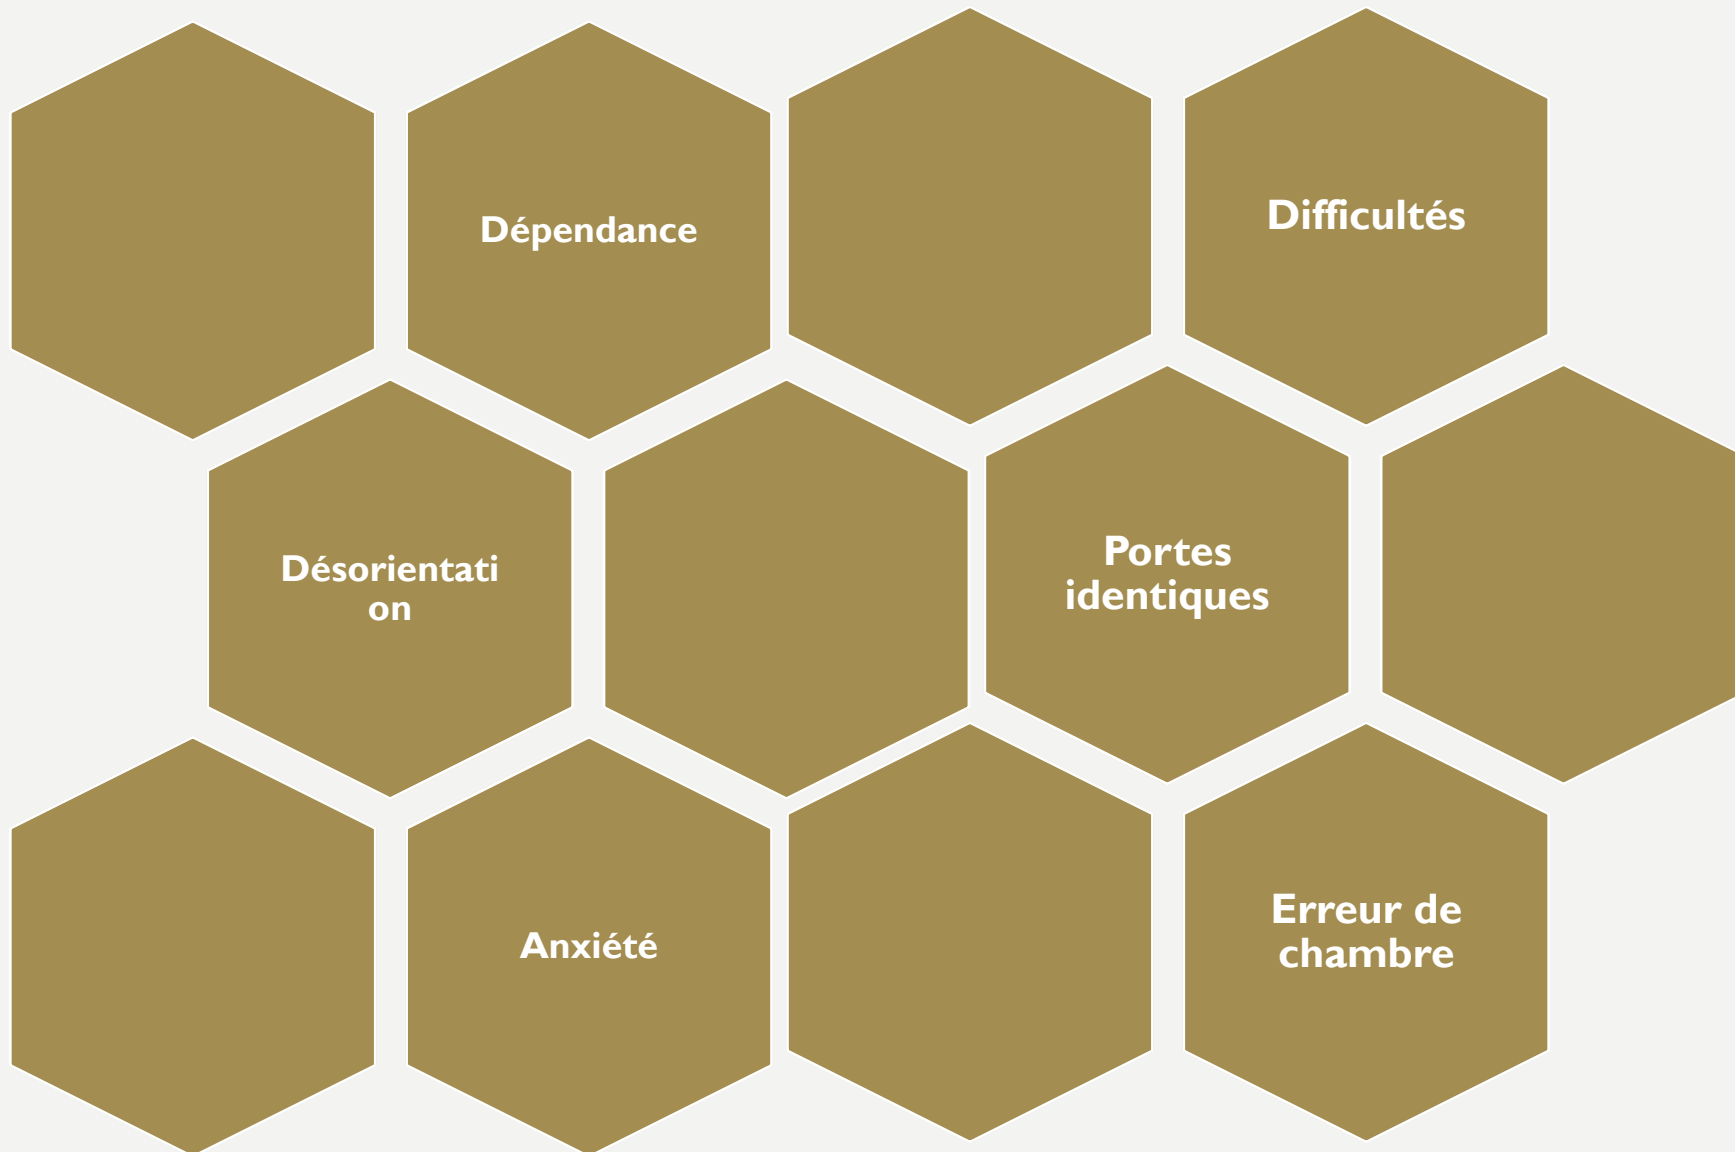 Dépendance
Difficultés
Désorientati
on
Portes
identiques
Anxiété
Erreur de
chambre